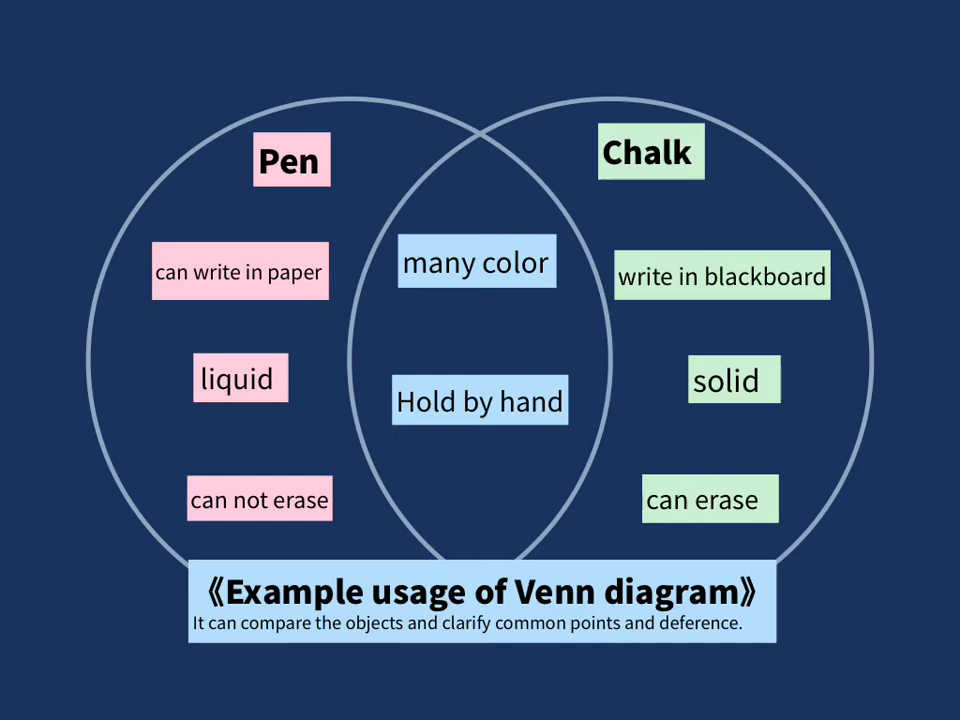 Pen
Chalk
can write in paper
many color
write in blackboard
liquid
Hold by hand
solid
can not erase
can erase
《Example usage of Venn diagram》
It can compare the objects and clarify common points and deference.